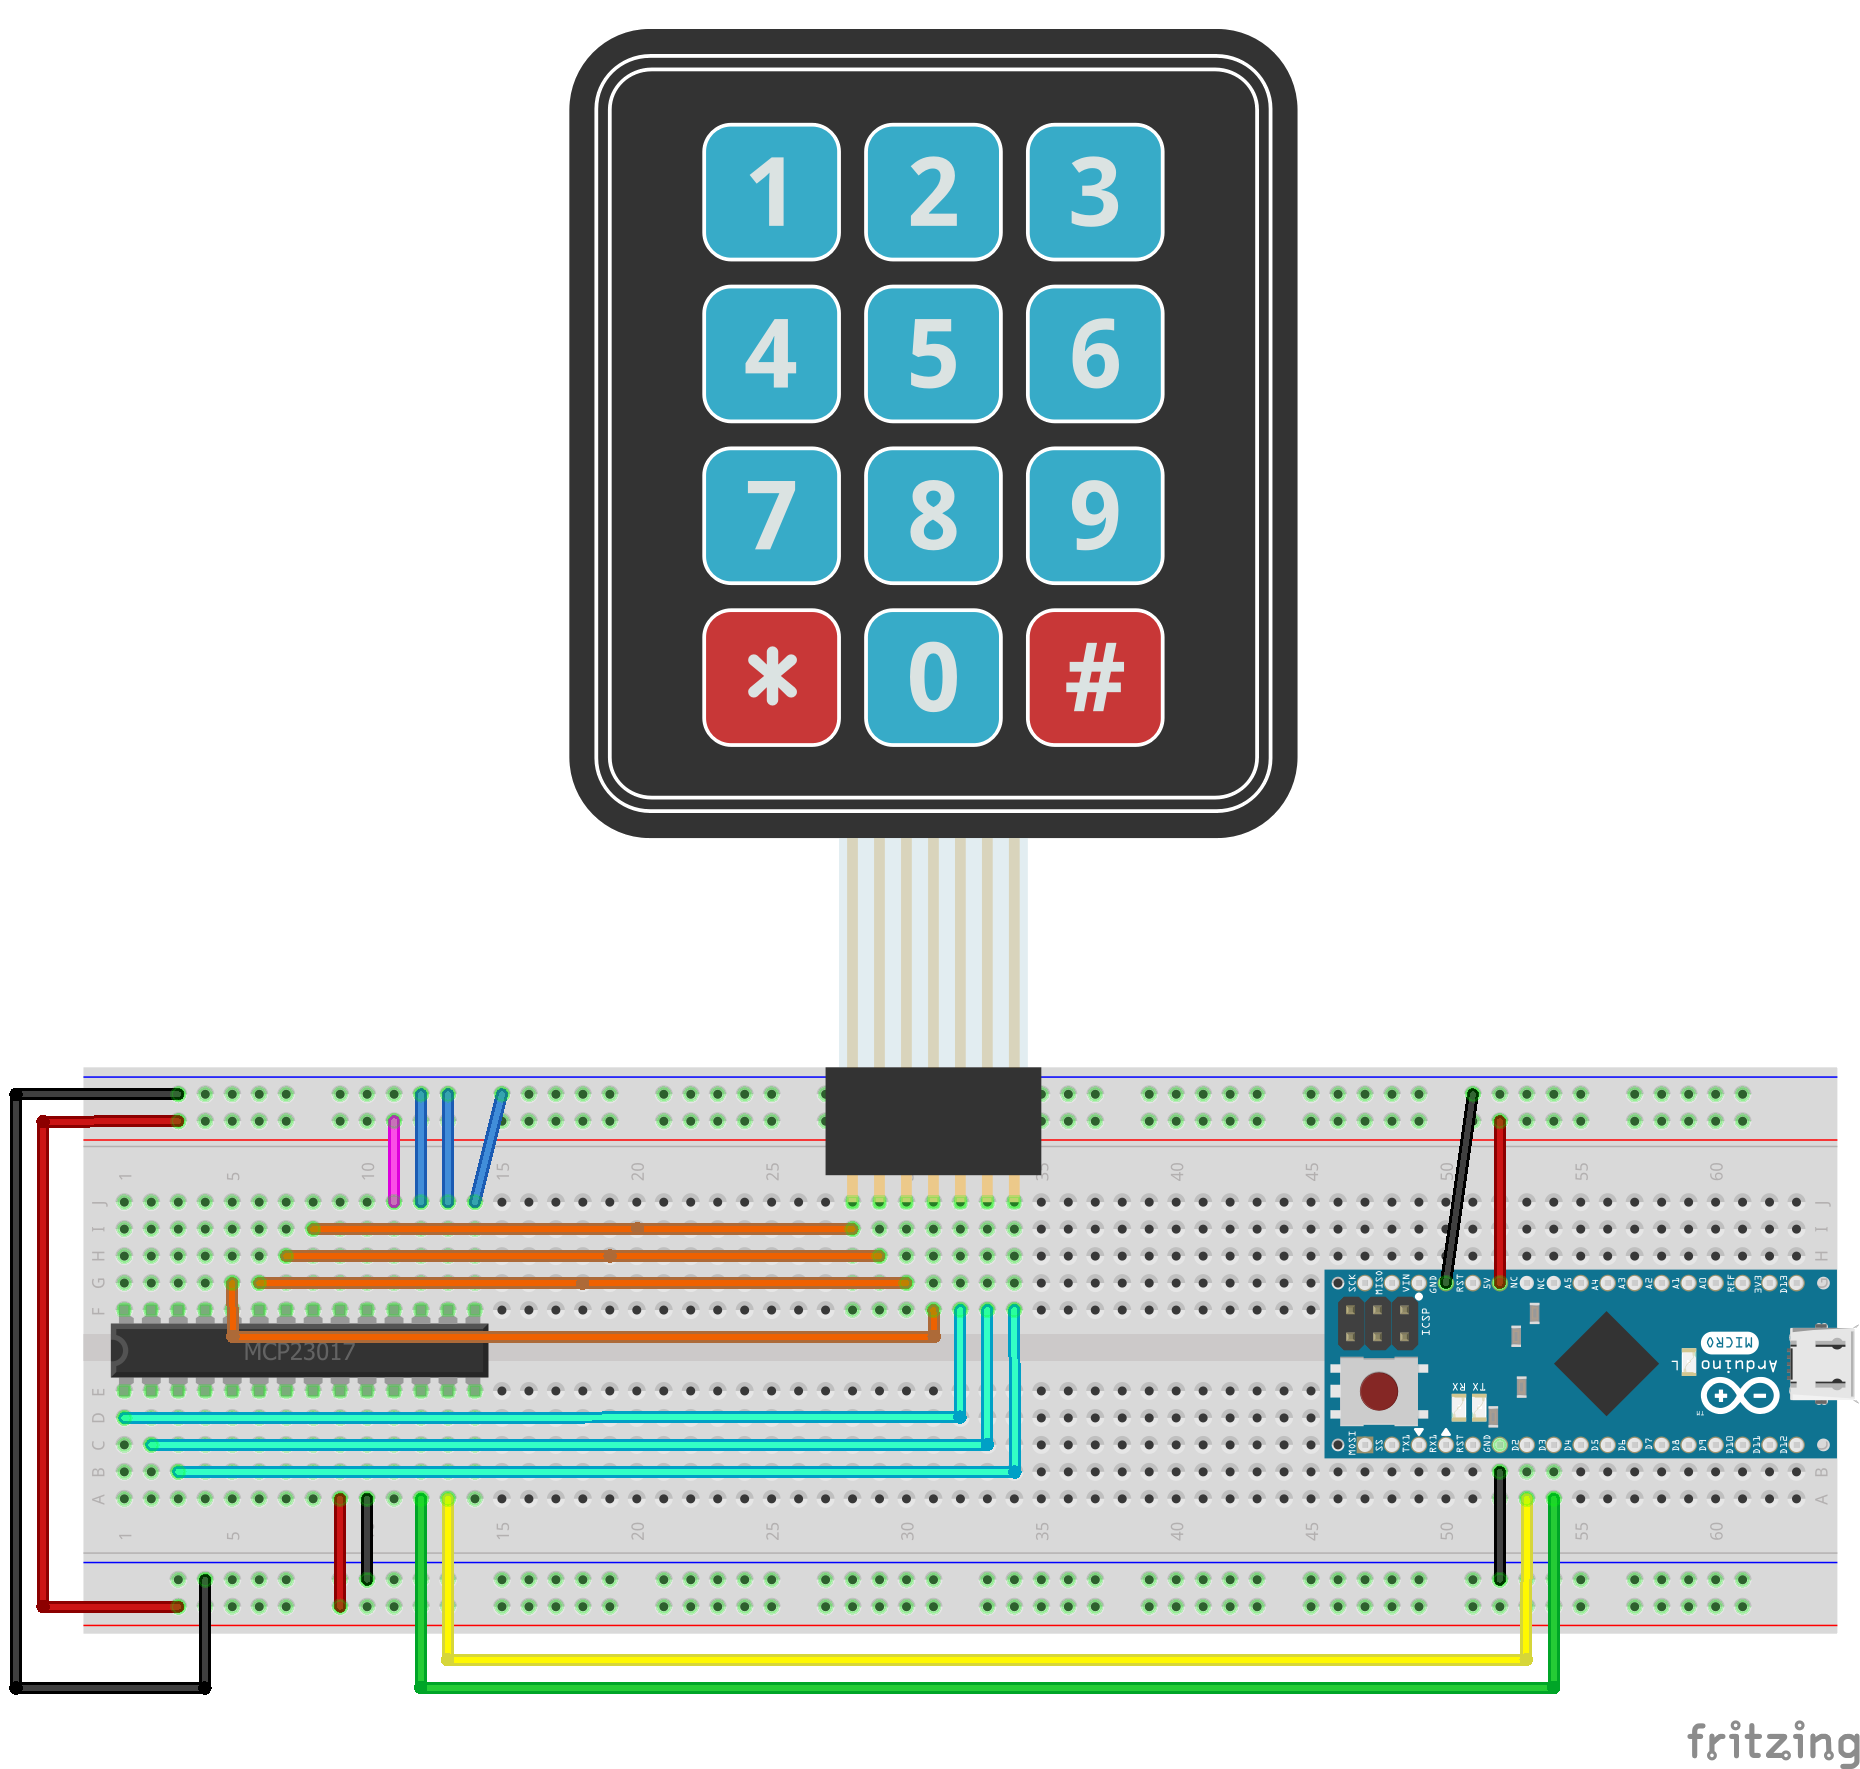 1 2 3
4 5 6
7 8 9
* 0 #
1 5 10 15 20 25 35 40 45 50 55 60
J J
I I
H H
G
SCK MISO VIN GND RST 5V NC NC A5 A4 A3 A2 A1 A0 REF 3V3 D13
F
ICSP
MCP23017
MICRO
Arduino
L
E
RX TX
D
C
MOSI SS TX1 RX1 RST GND D2 D3 D4 D5 D6 D7 D8 D9 D10 D11 D12
B B
A A
1 5 15 20 25 30 35 40 45 50 55 60
fritzing